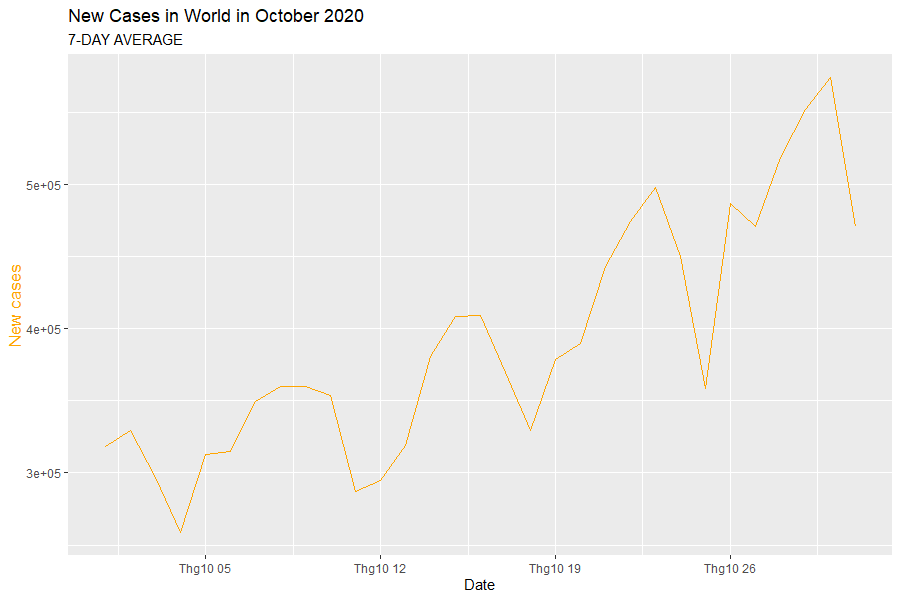 New Cases in World in October 2020
7-DAY AVERAGE
5e+05
4e+05
3e+05
New cases
Thg10 05 Thg10 12 Thg10 19 Thg10 26
Date